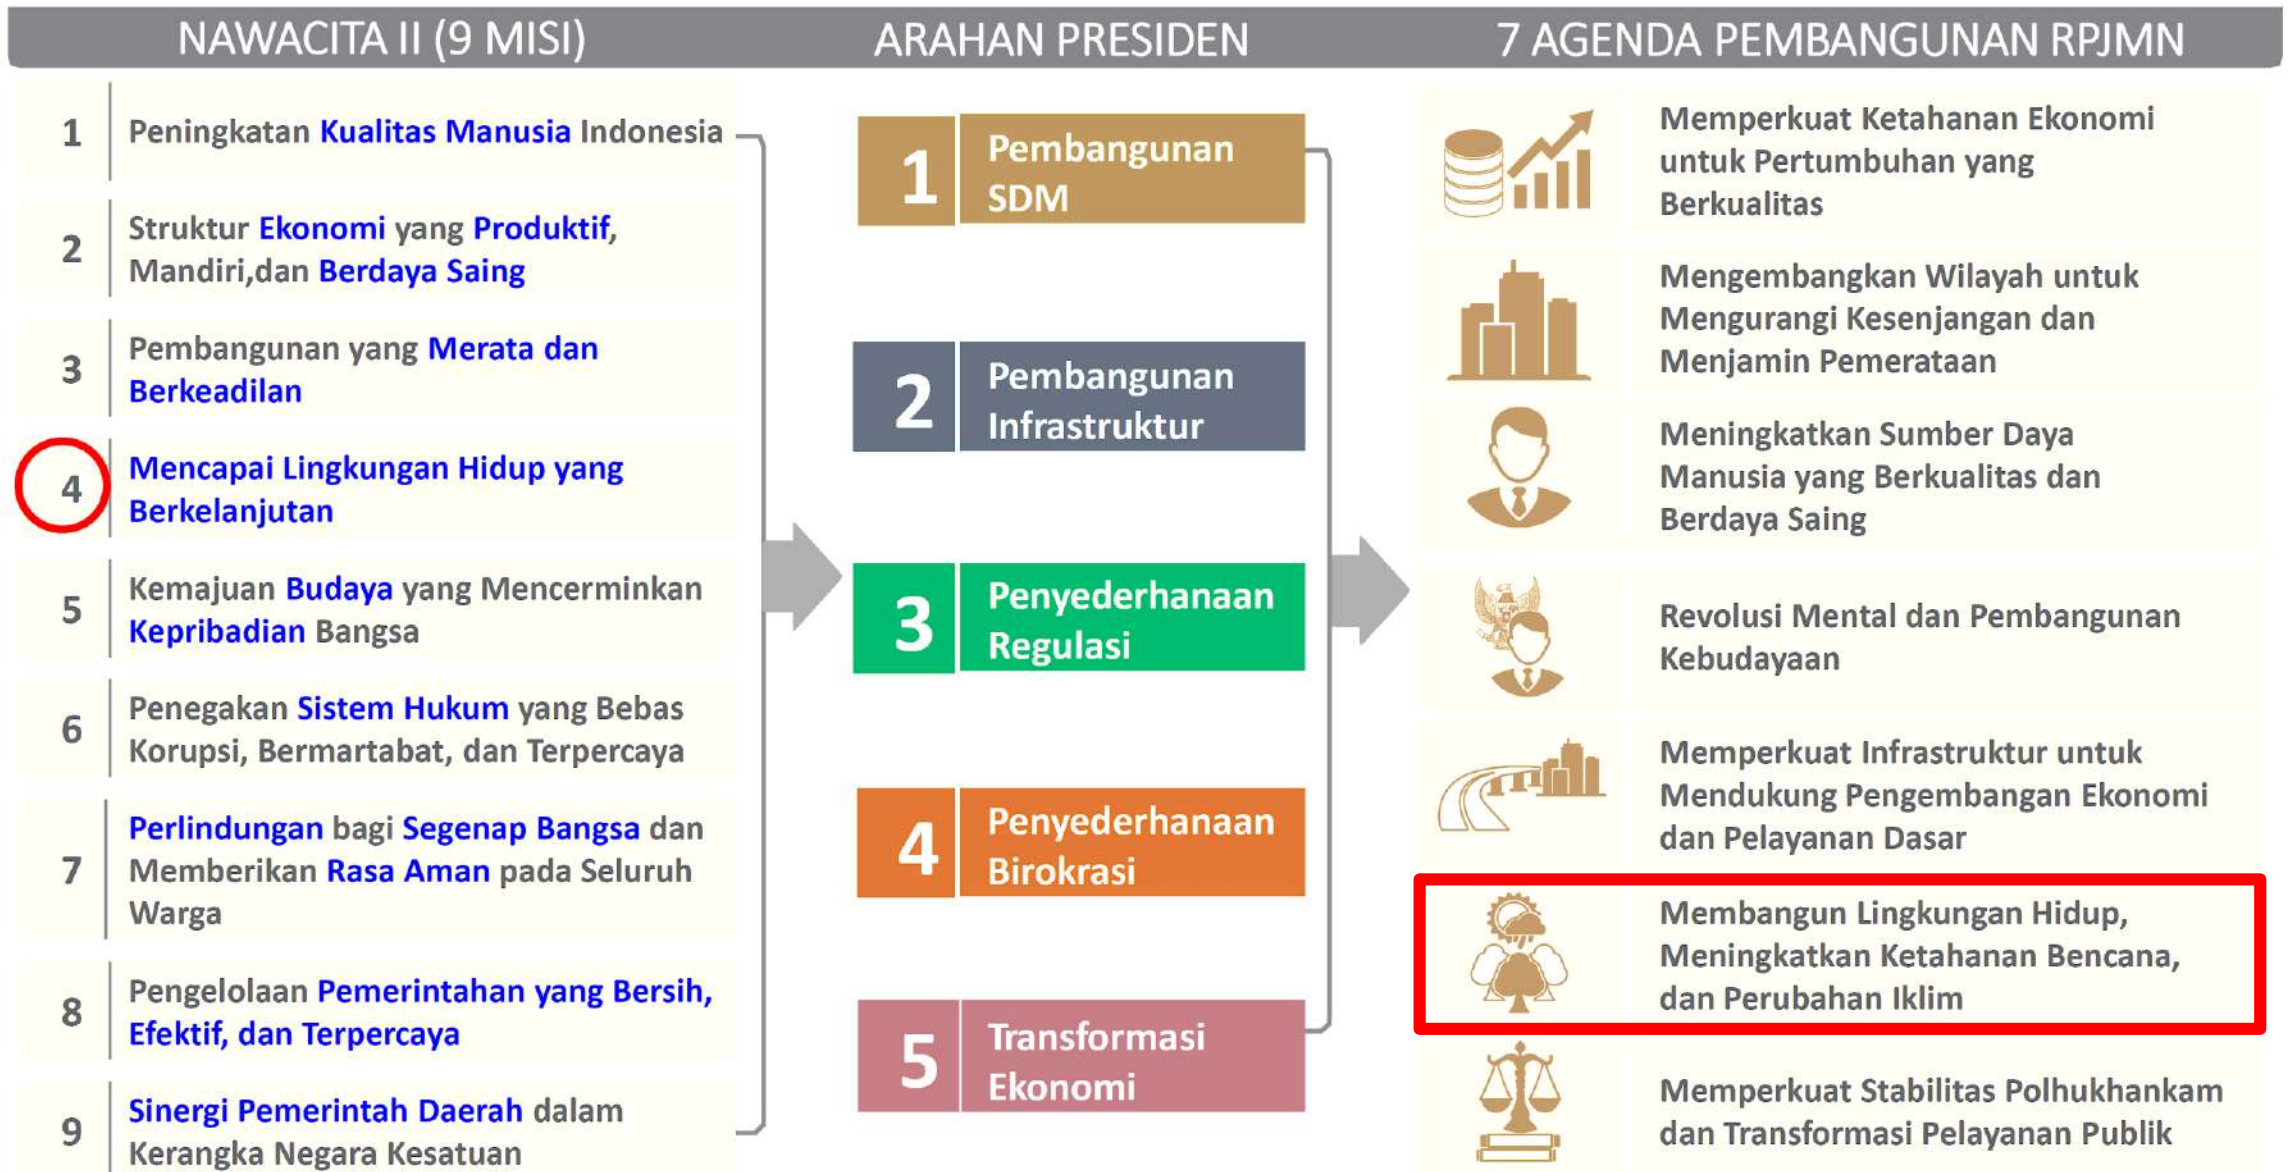 NAWACITA II (9 MISI)
ARAHAN PRESIDEN
7 AGENDA PEMBANGUNAN RPJMN
1
Peningkatan Kualitas Manusia Indonesia
2
Struktur Ekonomi yang Produktif,
Mandiri,dan Berdaya Saing
3
Pembangunan yang Merata dan
Berkeadilan
4
Mencapai Lingkungan Hidup yang
Berkelanjutan
5
Kemajuan Budaya yang Mencerminkan
Kepribadian Bangsa
6
Penegakan Sistem Hukum yang Bebas
Korupsi, Bermartabat, dan Terpercaya
7
Perlindungan bagi Segenap Bangsa dan
Memberikan Rasa Aman pada Seluruh
Warga
8
Pengelolaan Pemerintahan yang Bersih,
Efektif, dan Terpercaya
9
Sinergi Pemerintah Daerah dalam
Kerangka Negara Kesatuan
1
Pembangunan
SDM
2
Pembangunan
Infrastruktur
3
Penyederhanaan
Regulasi
4
Penyederhanaan
Birokrasi
5
Transformasi
Ekonomi
Memperkuat Ketahanan Ekonomi
untuk Pertumbuhan yang
Berkualitas
Mengembangkan Wilayah untuk
Mengurangi Kesenjangan dan
Menjamin Pemerataan
Meningkatkan Sumber Daya
Manusia yang Berkualitas dan
Berdaya Saing
Revolusi Mental dan Pembangunan
Kebudayaan
Memperkuat Infrastruktur untuk
Mendukung Pengembangan Ekonomi
dan Pelayanan Dasar
Membangun Lingkungan Hidup,
Meningkatkan Ketahanan Bencana,
dan Perubahan Iklim
Memperkuat Stabilitas Polhukhankam
dan Transformasi Pelayanan Publik